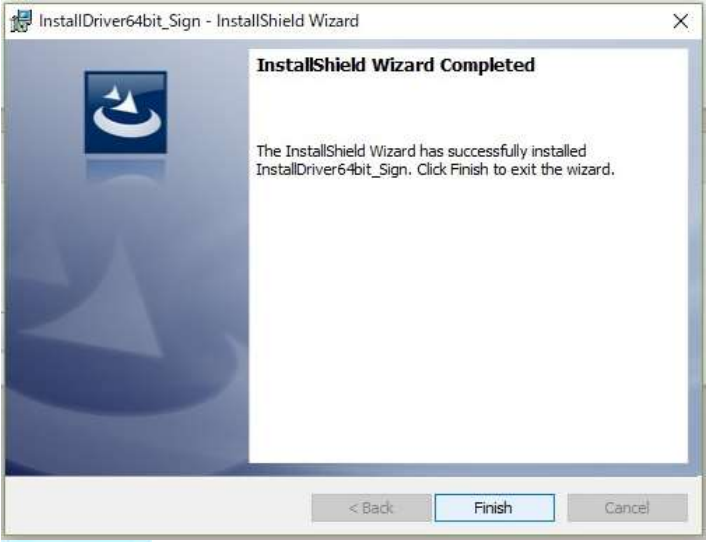 InstallDriver64bit_Sign - InstallShield Wizard
InstallShield Wizard Completed
The InstallShield Wizard has successfully installed
InstallDriver64bit_Sign. Click Finish to exit the wizard.
< Back
Finish
Cancel